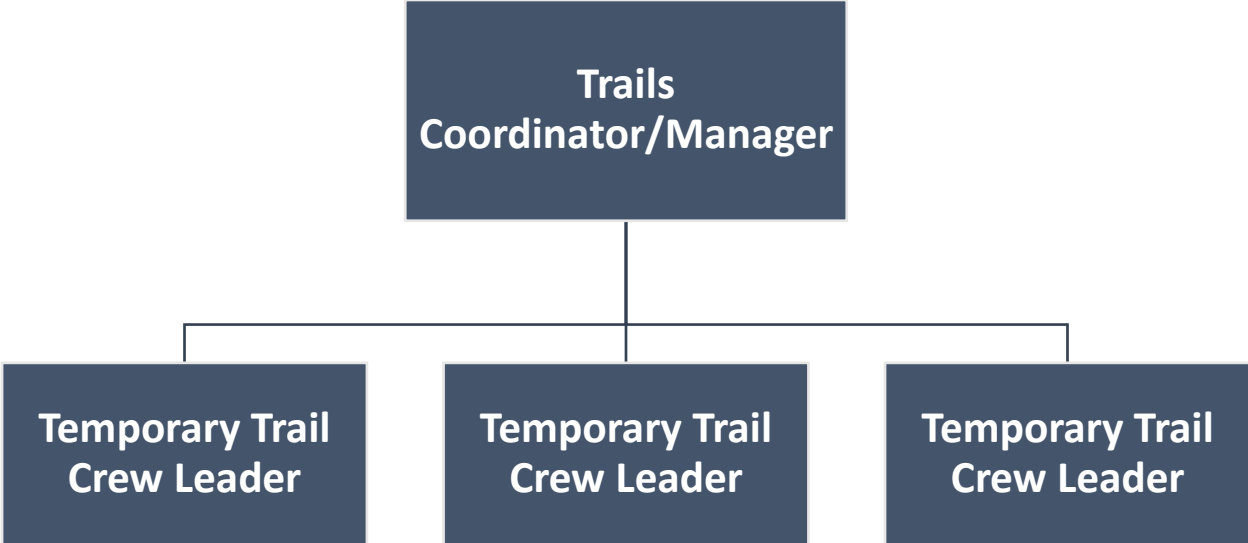 Trails
Coordinator/Manager
Temporary Trail
Crew Leader
Temporary Trail
Crew Leader
Temporary Trail
Crew Leader